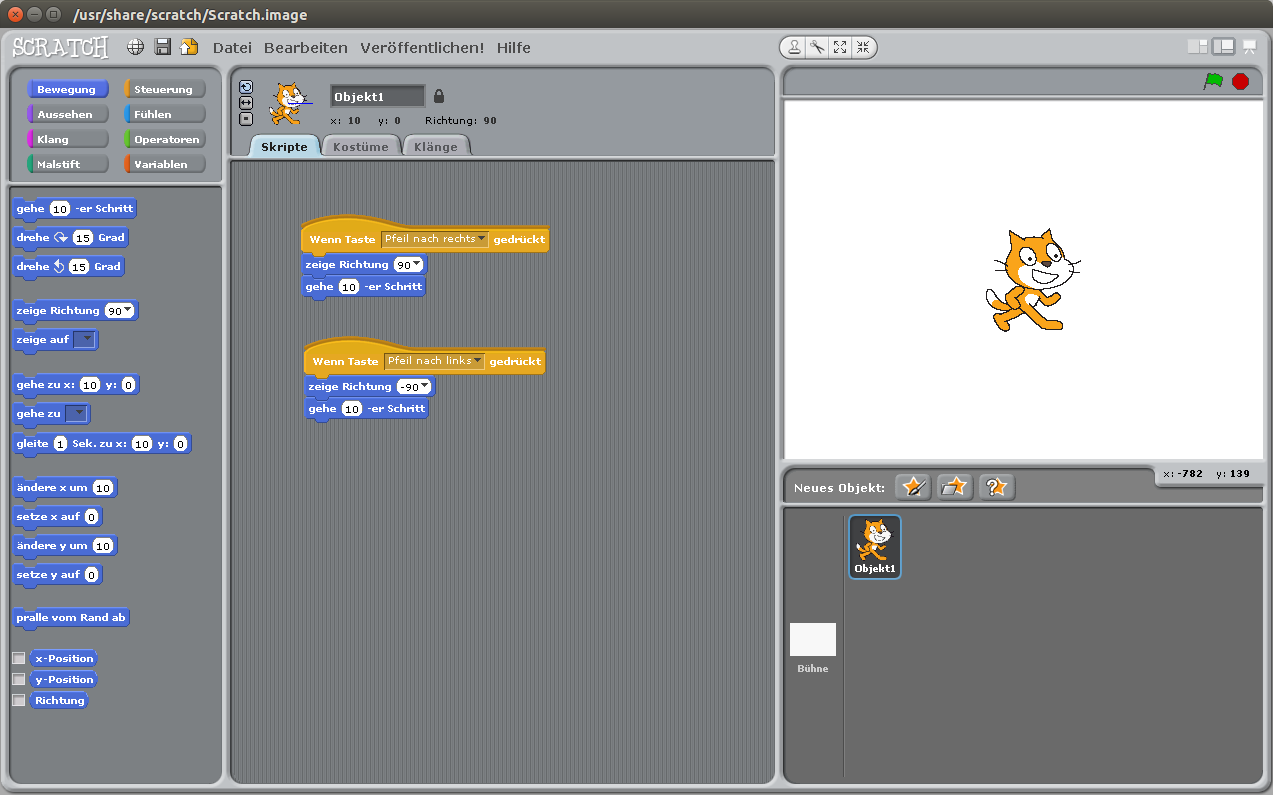 /usr/share/scratch/Scratch.image
SCRATCH Datei Bearbeiten Veröffentlichen! Hilfe
Bewegung Steuerung
Aussehen Fühlen
Klang Operatoren
Malstift Variablen
gehe 10 -er Schritt
drehe 15 Grad
drehe 15 Grad
zeige Richtung 90
zeige auf
gehe zu x: 10 y: 0
gehe zu
gleite 1 Sek. zu x: 10 y: 0
ändere x um 10
setze x auf 0
ändere y um 10
setze y auf 0
pralle vom Rand ab
x-Position
y-Position
Richtung
Objekt1
x: 10 y: 0 Richtung: 90
Skripte Kostüme Klänge
Wenn Taste Pfeil nach rechts gedrückt
zeige Richtung 90
gehe 10 -er Schritt
Wenn Taste Pfeil nach links gedrückt
zeige Richtung -90
gehe 10 -er Schritt
x: -782 y: 139
Neues Objekt:
Objekt1
Bühne